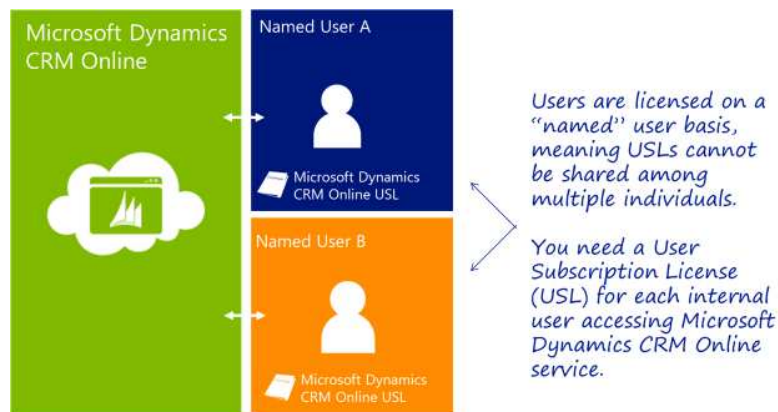 Microsoft Dynamics
CRM Online
Named User A
Microsoft Dynamics
CRM Online USL
Named User B
Microsoft Dynamics
CRM Online USL
Users are licensed on a
“named” user basis,
meaning USLs cannot
be shared among
multiple individuals.
You need a User
Subscription License
(USL) for each internal
user accessing Microsoft
Dynamics CRM Online
service.